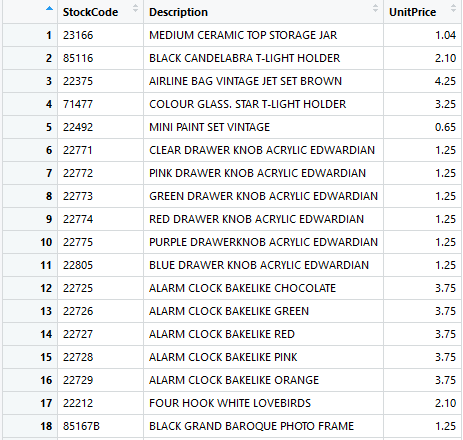 StockCode Description UnitPrice
1 23166 MEDIUM CERAMIC TOP STORAGE JAR 1.04
2 85116 BLACK CANDELABRA T-LIGHT HOLDER 2.10
3 22375 AIRLINE BAG VINTAGE JET SET BROWN 4.25
4 71477 COLOUR GLASS. STAR T-LIGHT HOLDER 3.25
5 22492 MINI PAINT SET VINTAGE 0.65
6 22771 CLEAR DRAWER KNOB ACRYLIC EDWARDIAN 1.25
7 22772 PINK DRAWER KNOB ACRYLIC EDWARDIAN 1.25
8 22773 GREEN DRAWER KNOB ACRYLIC EDWARDIAN 1.25
9 22774 RED DRAWER KNOB ACRYLIC EDWARDIAN 1.25
10 22775 PURPLE DRAWERKNOB ACRYLIC EDWARDIAN 1.25
11 22805 BLUE DRAWER KNOB ACRYLIC EDWARDIAN 1.25
12 22725 ALARM CLOCK BAKELIKE CHOCOLATE 3.75
13 22726 ALARM CLOCK BAKELIKE GREEN 3.75
14 22727 ALARM CLOCK BAKELIKE RED 3.75
15 22728 ALARM CLOCK BAKELIKE PINK 3.75
16 22729 ALARM CLOCK BAKELIKE ORANGE 3.75
17 22212 FOUR HOOK WHITE LOVEBIRDS 2.10
18 85167B BLACK GRAND BAROQUE PHOTO FRAME 1.25